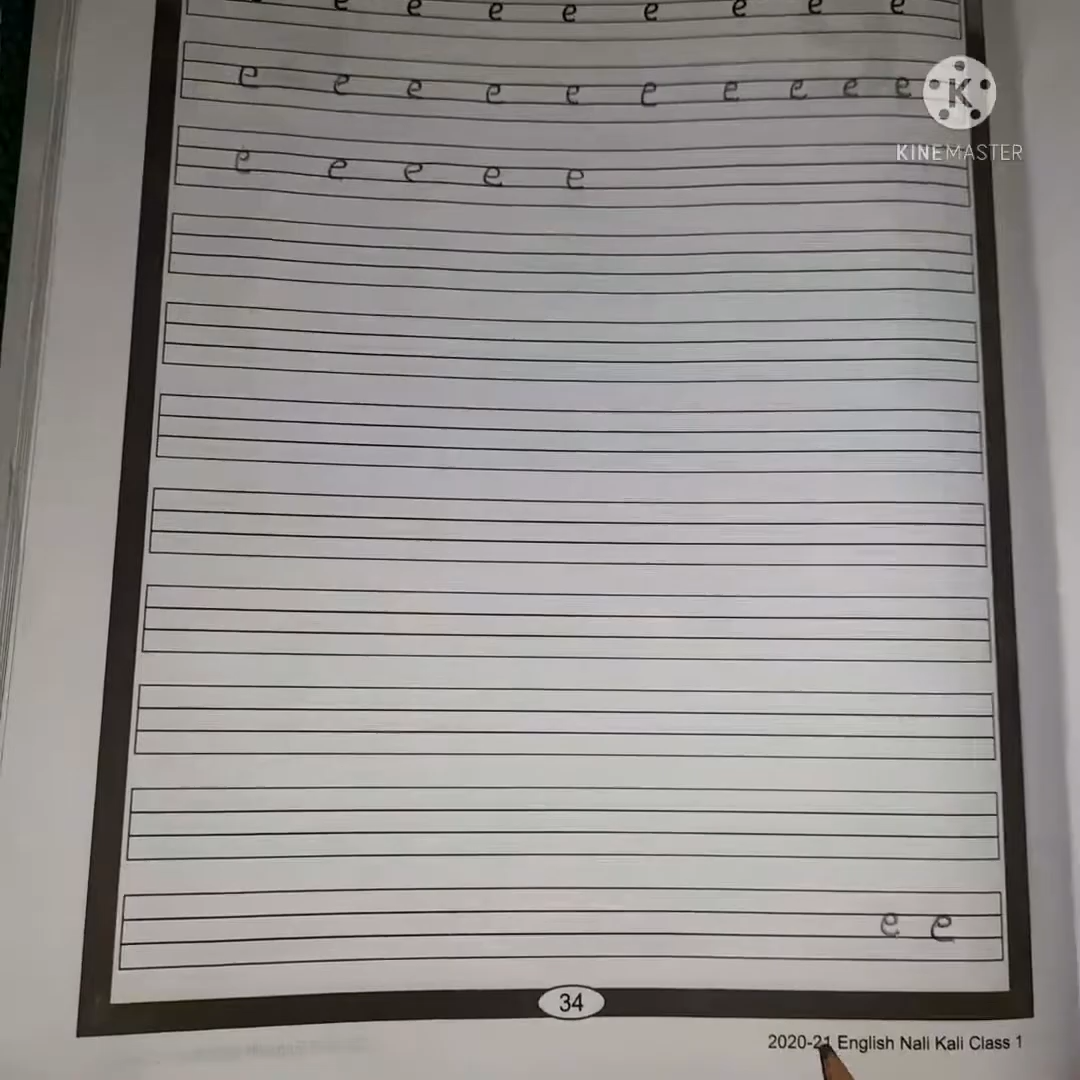 e e e e e e e e
e e e e e e e e e e
K
KINEMASTER
e e e e e
e e
34
2020-21 English Nali Kali Class 1